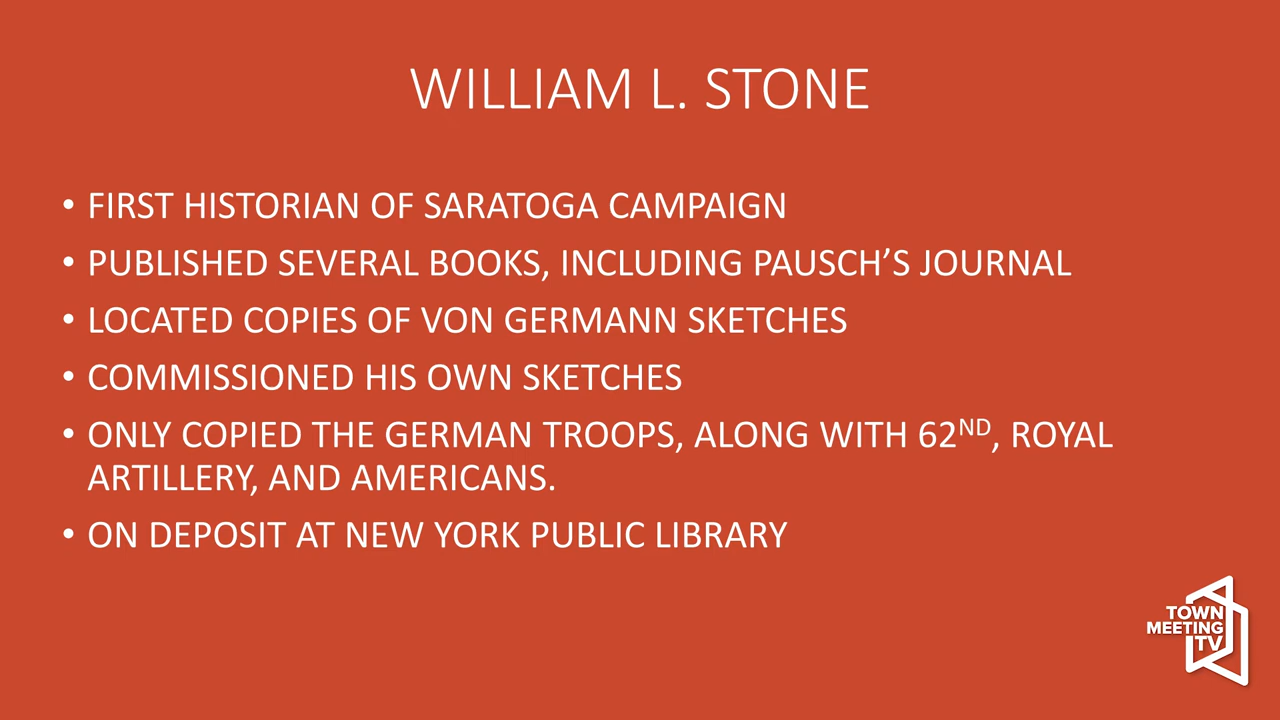 WILLIAM L. STONE
• FIRST HISTORIAN OF SARATOGA CAMPAIGN
• PUBLISHED SEVERAL BOOKS, INCLUDING PAUSCH’S JOURNAL
• LOCATED COPIES OF VON GERMANN SKETCHES
• COMMISSIONED HIS OWN SKETCHES
• ONLY COPIED THE GERMAN TROOPS, ALONG WITH 62ND, ROYAL
ARTILLERY, AND AMERICANS.
• ON DEPOSIT AT NEW YORK PUBLIC LIBRARY
TOWN
MEETING
TV